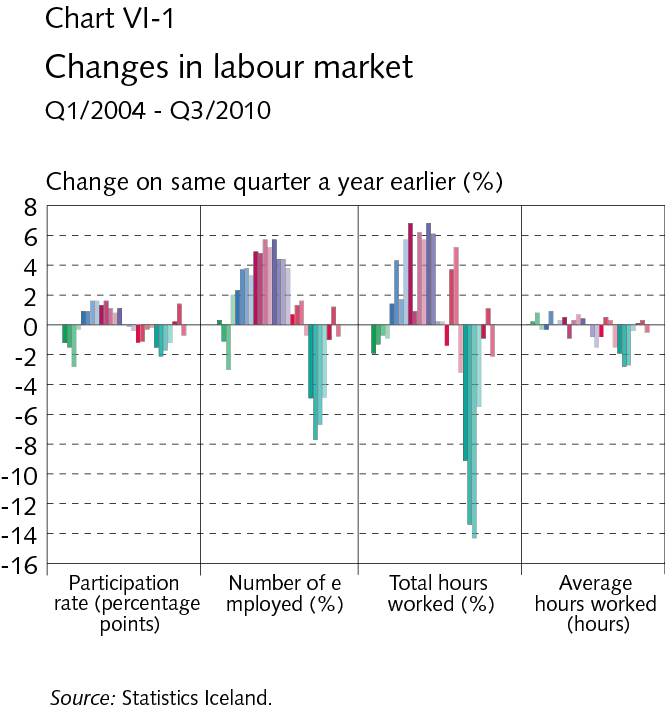 Chart VI-1
Changes in labour market
Q1/2004 - Q3/2010
Change on same quarter a year earlier (%)
8
6
4
2
0
-2
-4
-6
-8
-10
-12
-14
-16
Participation
rate (percentage
points)
Number of e
mployed (%)
Total hours
worked (%)
Average
hours worked
(hours)
Source: Statistics Iceland.